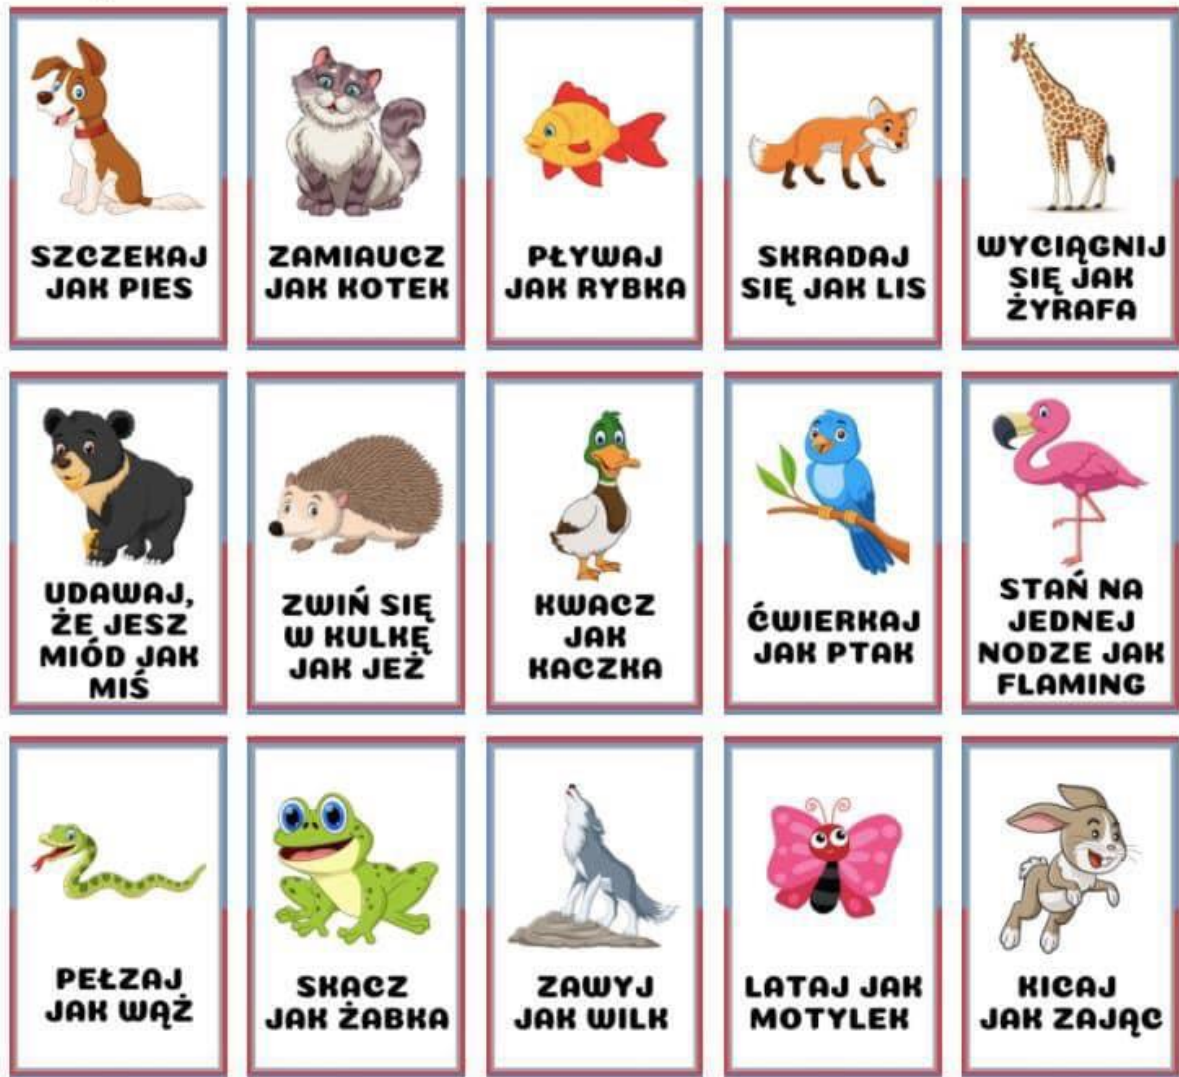 SZCZEKAJ
JAK PIES
ZAMIAUCZ
JAK KOTEK
PŁYWAJ
JAK RYBKA
SKRADAJ
SIĘ JAK LIS
WYCIĄGNIJ
SIĘ JAK
ŻYRAFA
UDAWAJ,
ŻE JESZ
MIÓD JAK
MIŚ
ZWIŃ SIĘ
W KULKĘ
JAK JEŻ
KWACZ
JAK
KACZKA
ĆWIERKAJ
JAK PTAK
STAŃ NA
JEDNEJ
NODZE JAK
FLAMING
PEŁZAJ
JAK WĄŻ
SKACZ
JAK ŻABKA
ZAWYJ
JAK WILK
LATAJ JAK
MOTYLEK
KICAJ
JAK ZAJĄC